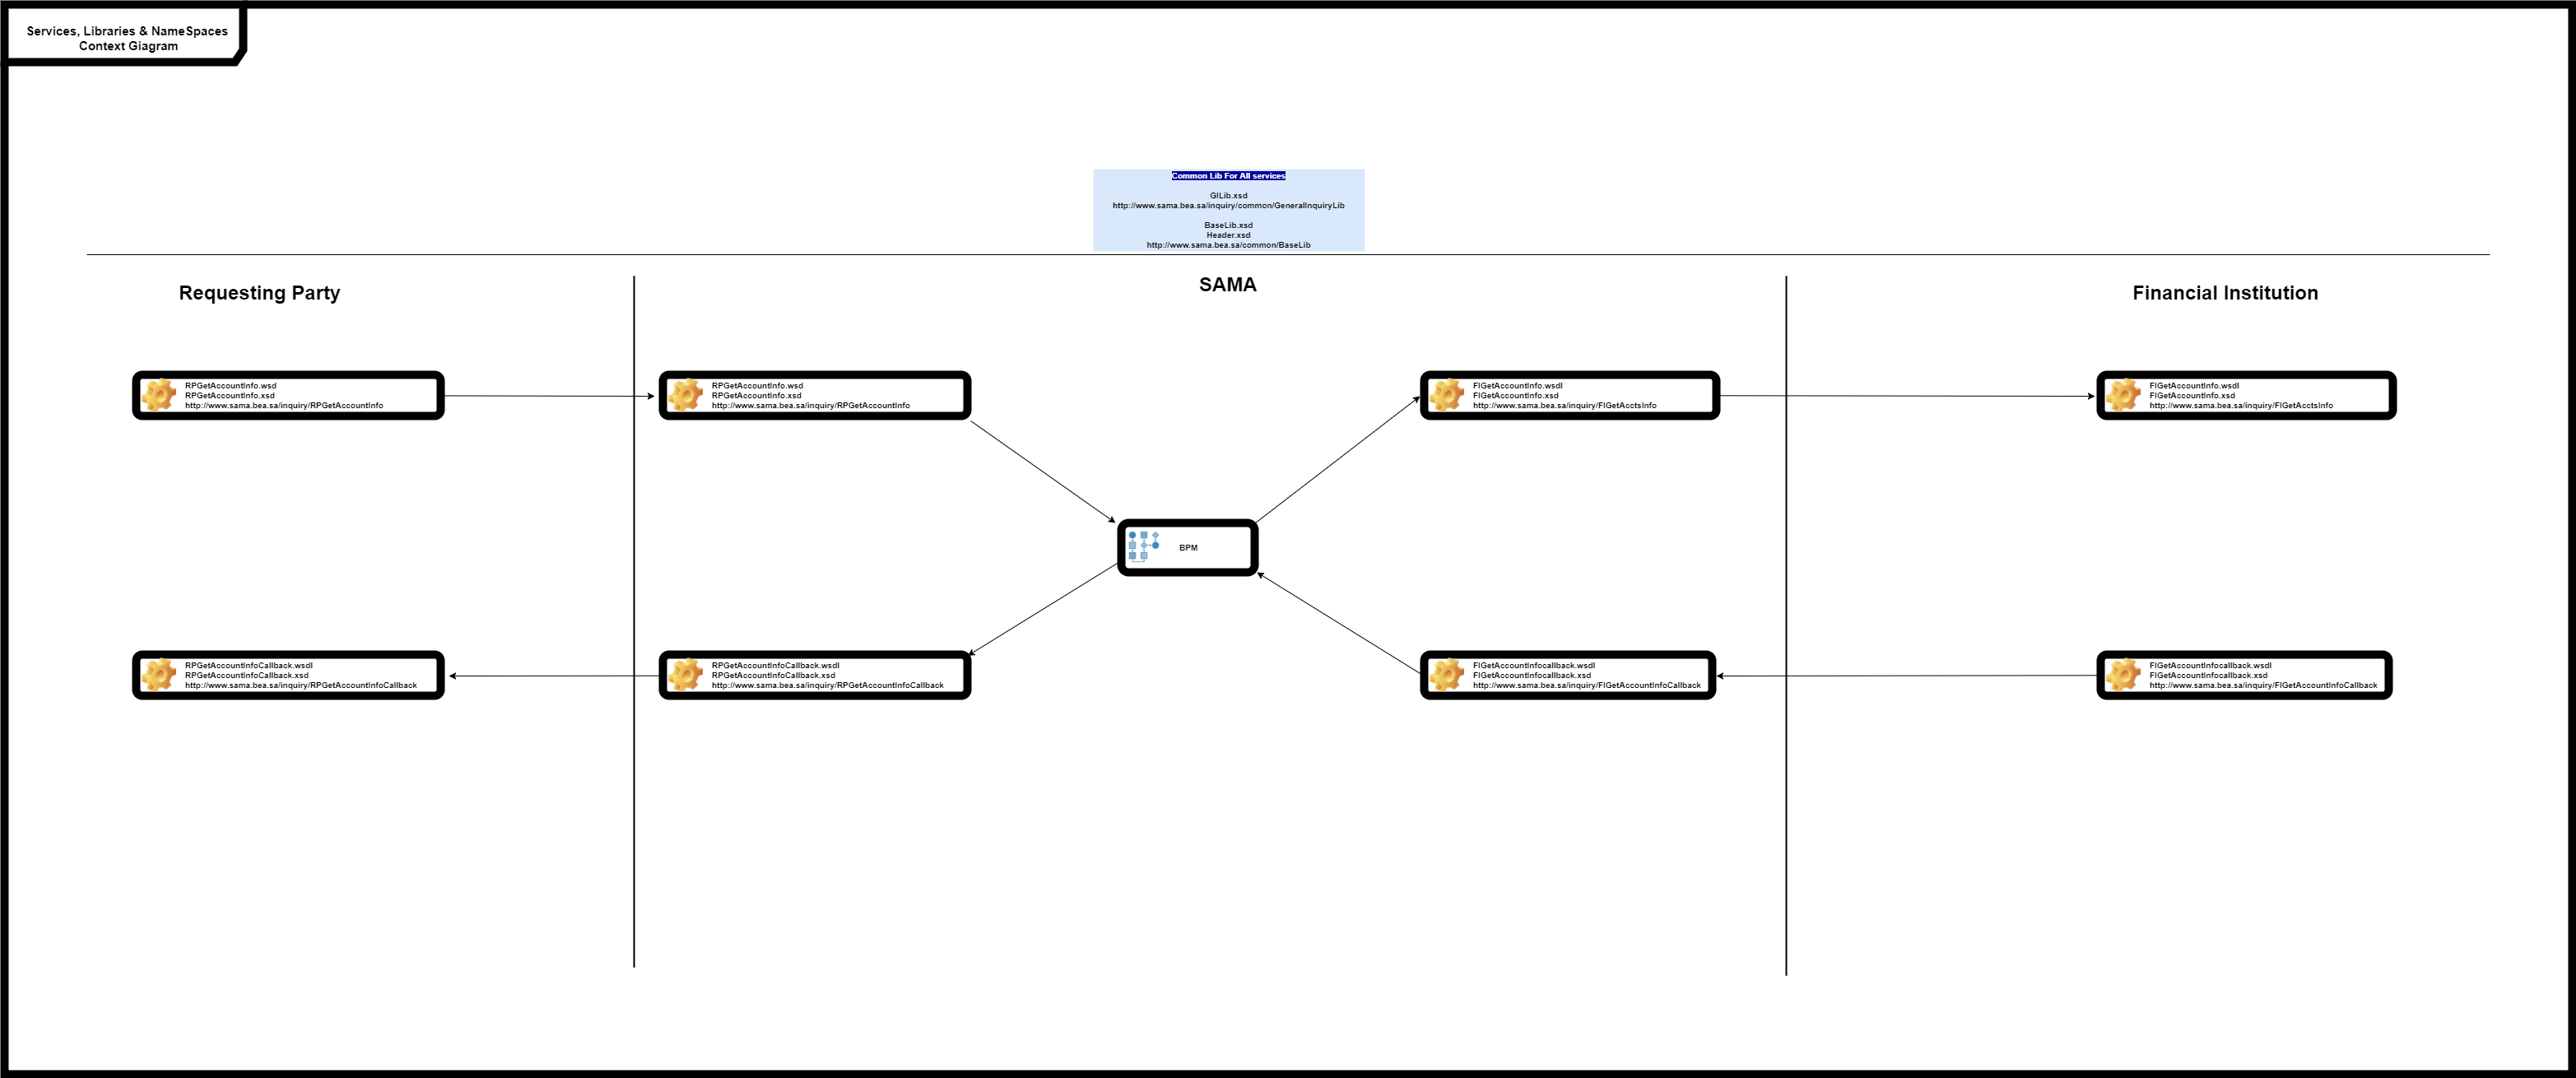 Services, Libraries & NameSpaces
Context Giagram
Common Lib For All services
GILib.xsd
http://www.sama.bea.sa/inquiry/common/GeneralInquiryLib
BaseLib.xsd
Header.xsd
http://www.sama.bea.sa/common/BaseLib
Requesting Party
SAMA
Financial Institution
RPGetAccountInfo.wsd
RPGetAccountInfo.xsd
http://www.sama.bea.sa/inquiry/RPGetAccountInfo
RPGetAccountInfo.wsd
RPGetAccountInfo.xsd
http://www.sama.bea.sa/inquiry/RPGetAccountInfo
FIGetAccountInfo.wsdl
FIGetAccountInfo.xsd
http://www.sama.bea.sa/inquiry/FIGetAcctsInfo
FIGetAccountInfo.wsdl
FIGetAccountInfo.xsd
http://www.sama.bea.sa/inquiry/FIGetAcctsInfo
BPM
RPGetAccountInfoCallback.wsdl
RPGetAccountInfoCallback.xsd
http://www.sama.bea.sa/inquiry/RPGetAccountInfoCallback
RPGetAccountInfoCallback.wsdl
RPGetAccountInfoCallback.xsd
http://www.sama.bea.sa/inquiry/RPGetAccountInfoCallback
FIGetAccountInfocallback.wsdl
FIGetAccountInfocallback.xsd
http://www.sama.bea.sa/inquiry/FIGetAccountInfoCallback
FIGetAccountInfocallback.wsdl
FIGetAccountInfocallback.xsd
http://www.sama.bea.sa/inquiry/FIGetAccountInfoCallback